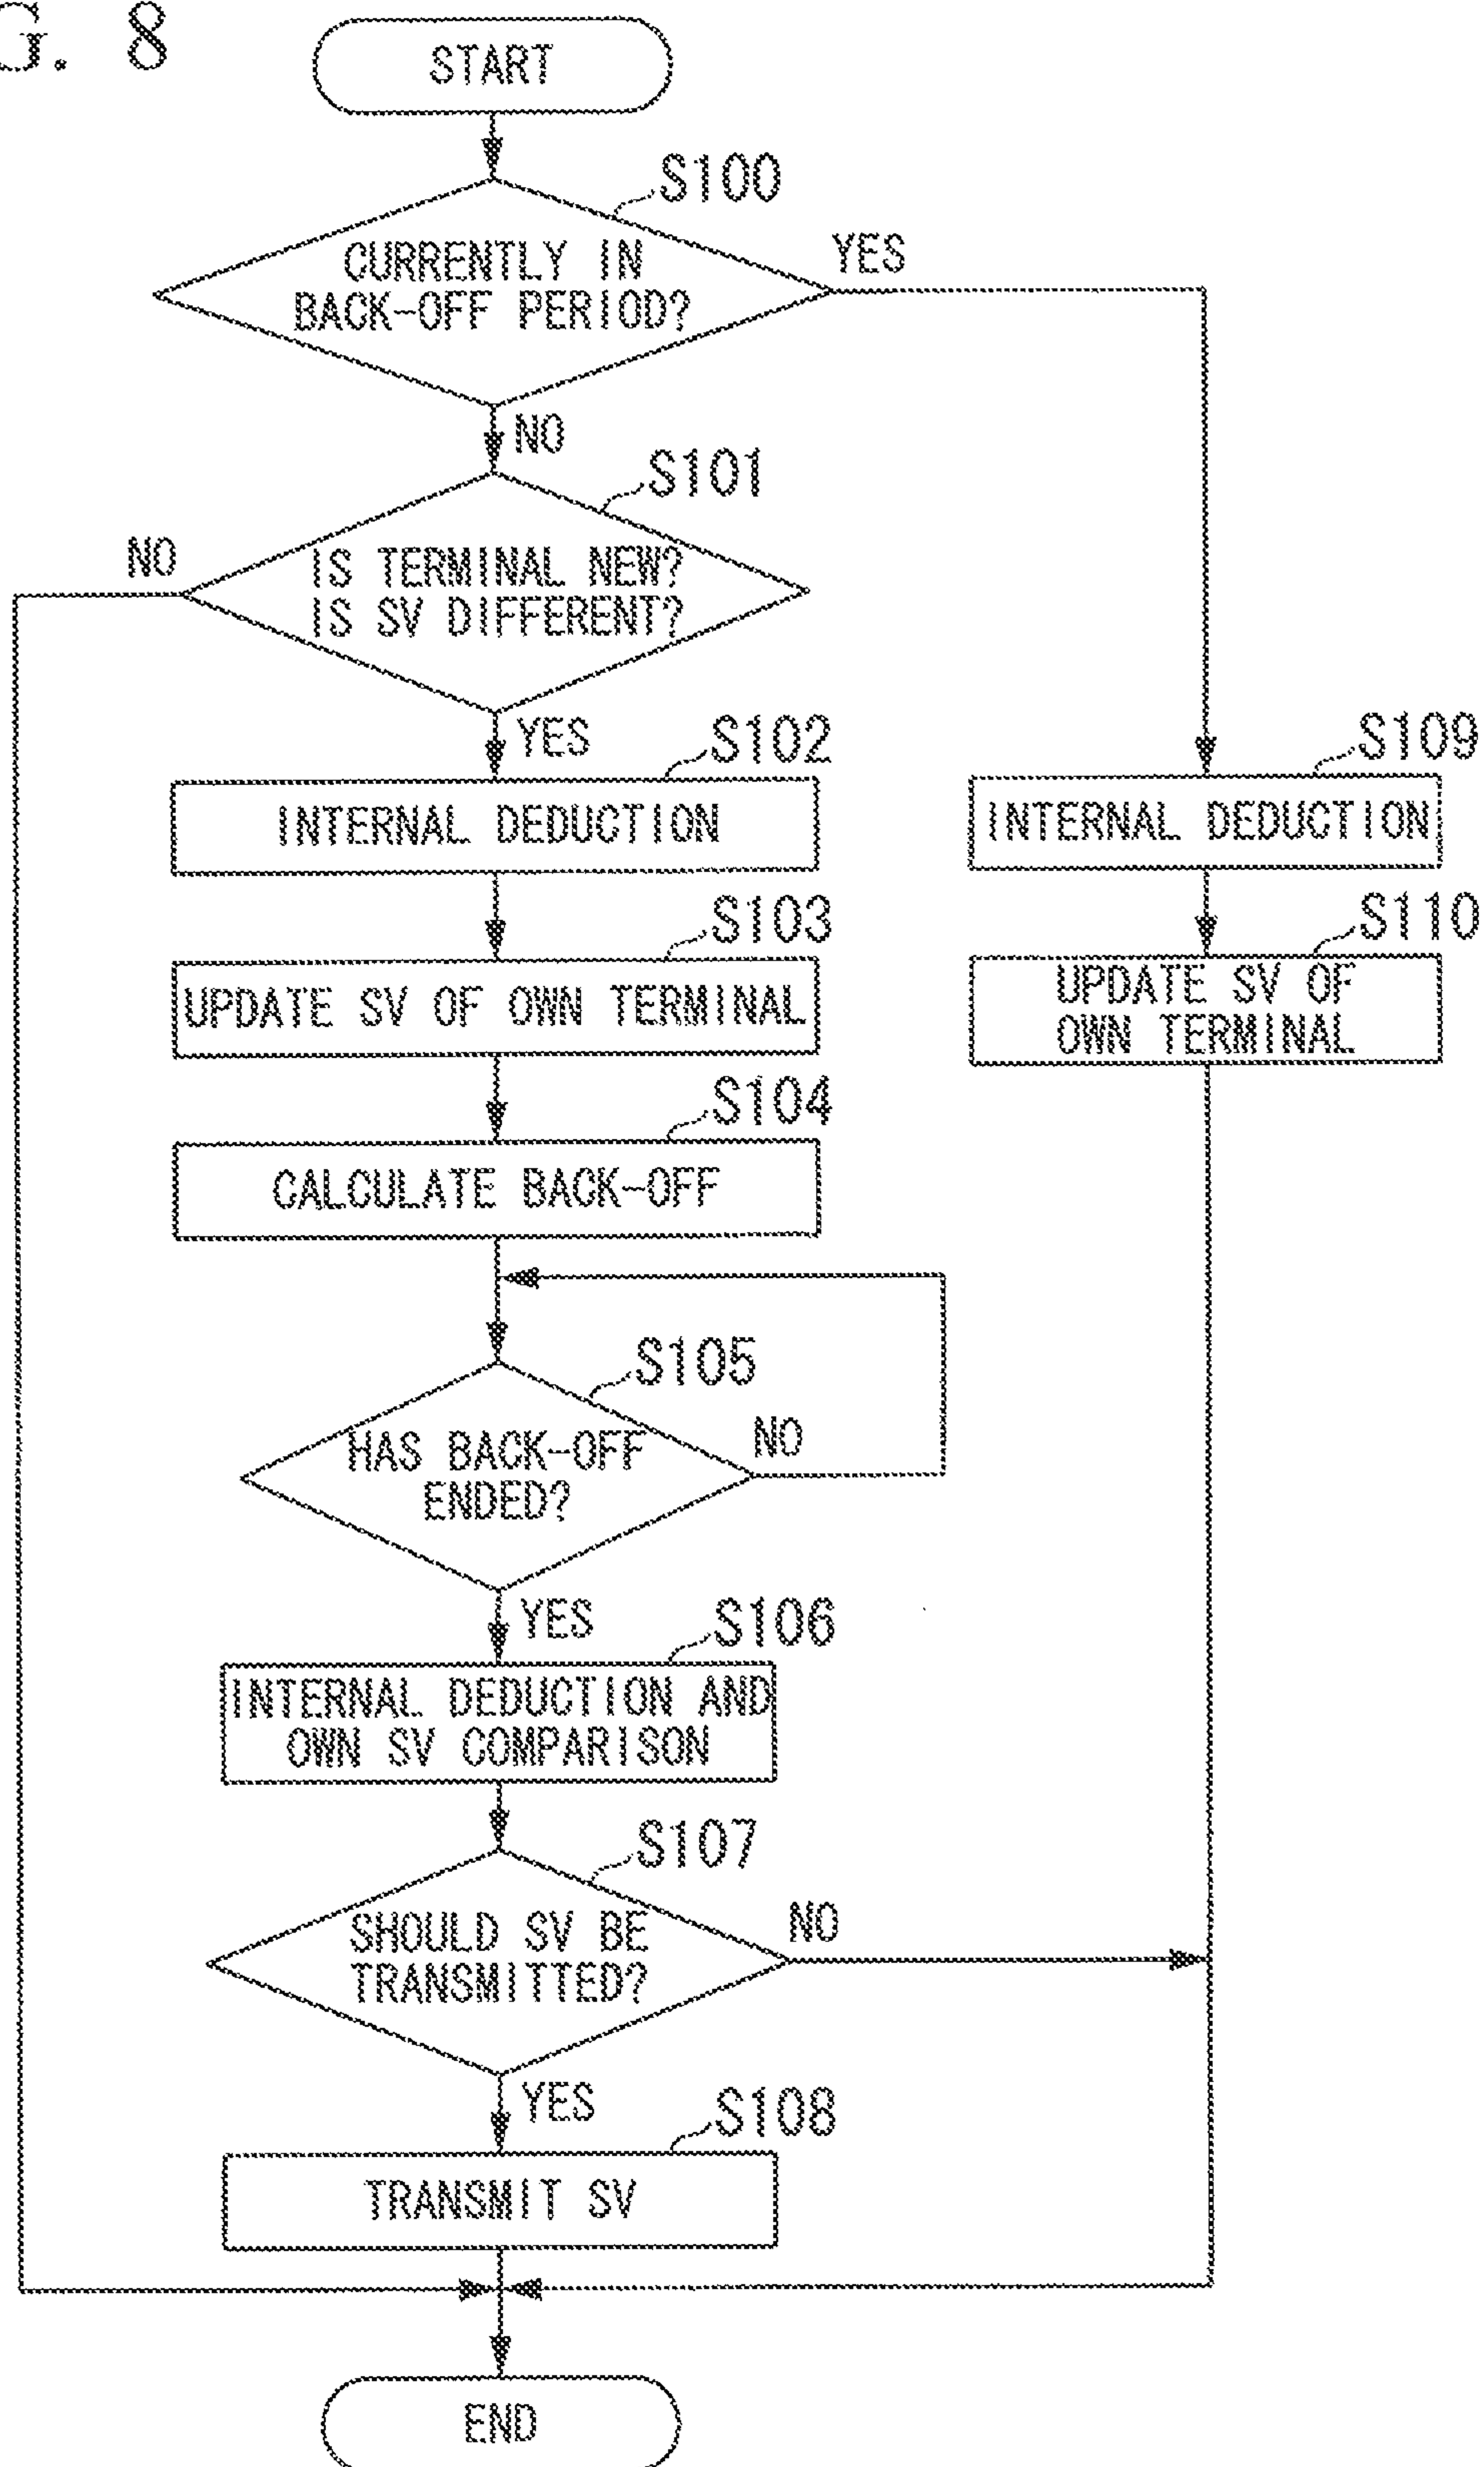 G. 8
START
S100
CURRENTLY IN
BACK-OFF PERIOD?
YES
NO
S101
NO
IS TERMINAL NEW?
IS SV DIFFERENT?
YES
S102
INTERNAL DEDUCTION
S109
INTERNAL DEDUCTION
S103
UPDATE SV OF OWN TERMINAL
S110
UPDATE SV OF
OWN TERMINAL
S104
CALCULATE BACK-OFF
S105
HAS BACK-OFF
ENDED?
NO
YES
S106
INTERNAL DEDUCTION AND
OWN SV COMPARISON
S107
SHOULD SV BE
TRANSMITTED?
NO
YES
S108
TRANSMIT SV
END